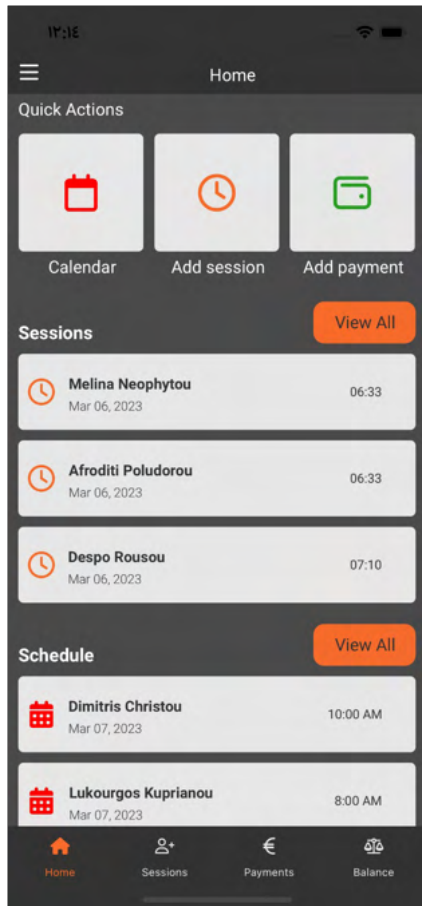 ١٢:١٤
Home
Quick Actions
Calendar
Add session
Add payment
Sessions
View All
Melina Neophytou
Mar 06, 2023
06:33
Afroditi Poludorou
Mar 06, 2023
06:33
Despo Rousou
Mar 06, 2023
07:10
Schedule
View All
Dimitris Christou
Mar 07, 2023
10:00 AM
Lukourgos Kuprianou
Mar 07, 2023
8:00 AM
€
Home
Sessions
Payments
Balance